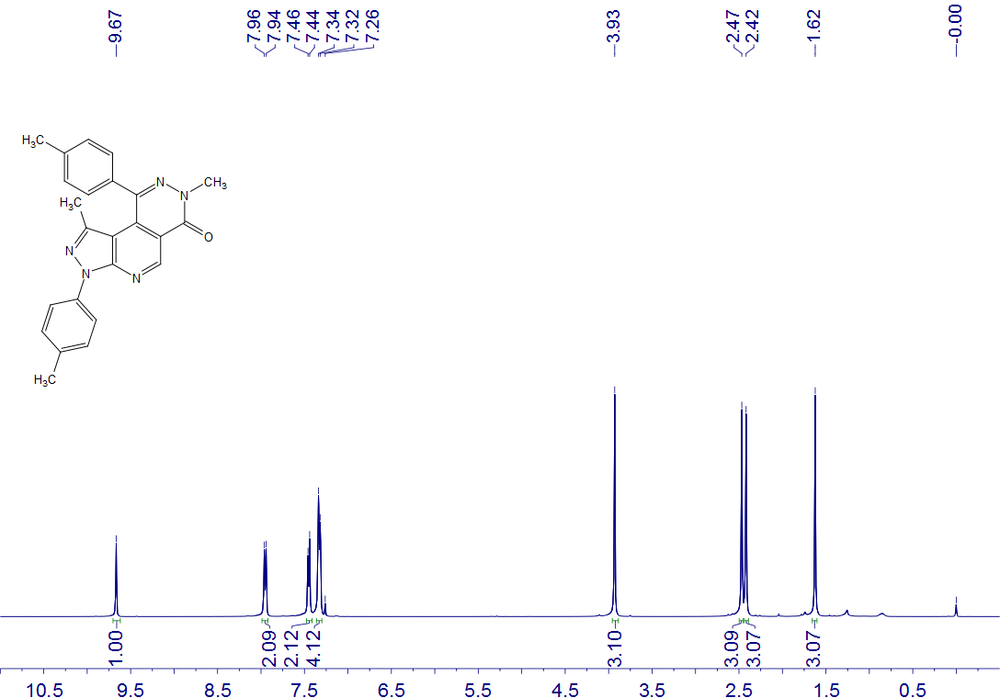 —9.67
7.96
7.94
7.46
7.44
7.34
7.32
7.26
—3.93
2.47
2.42
—1.62
—-0.00
H₃C
N
N
CH₃
H₃C
O
N
N
N
H₃C
1.00
2.09
2.12
4.12
3.10
3.09
3.07
3.07
10.5 9.5 8.5 7.5 6.5 5.5 4.5 3.5 2.5 1.5 0.5